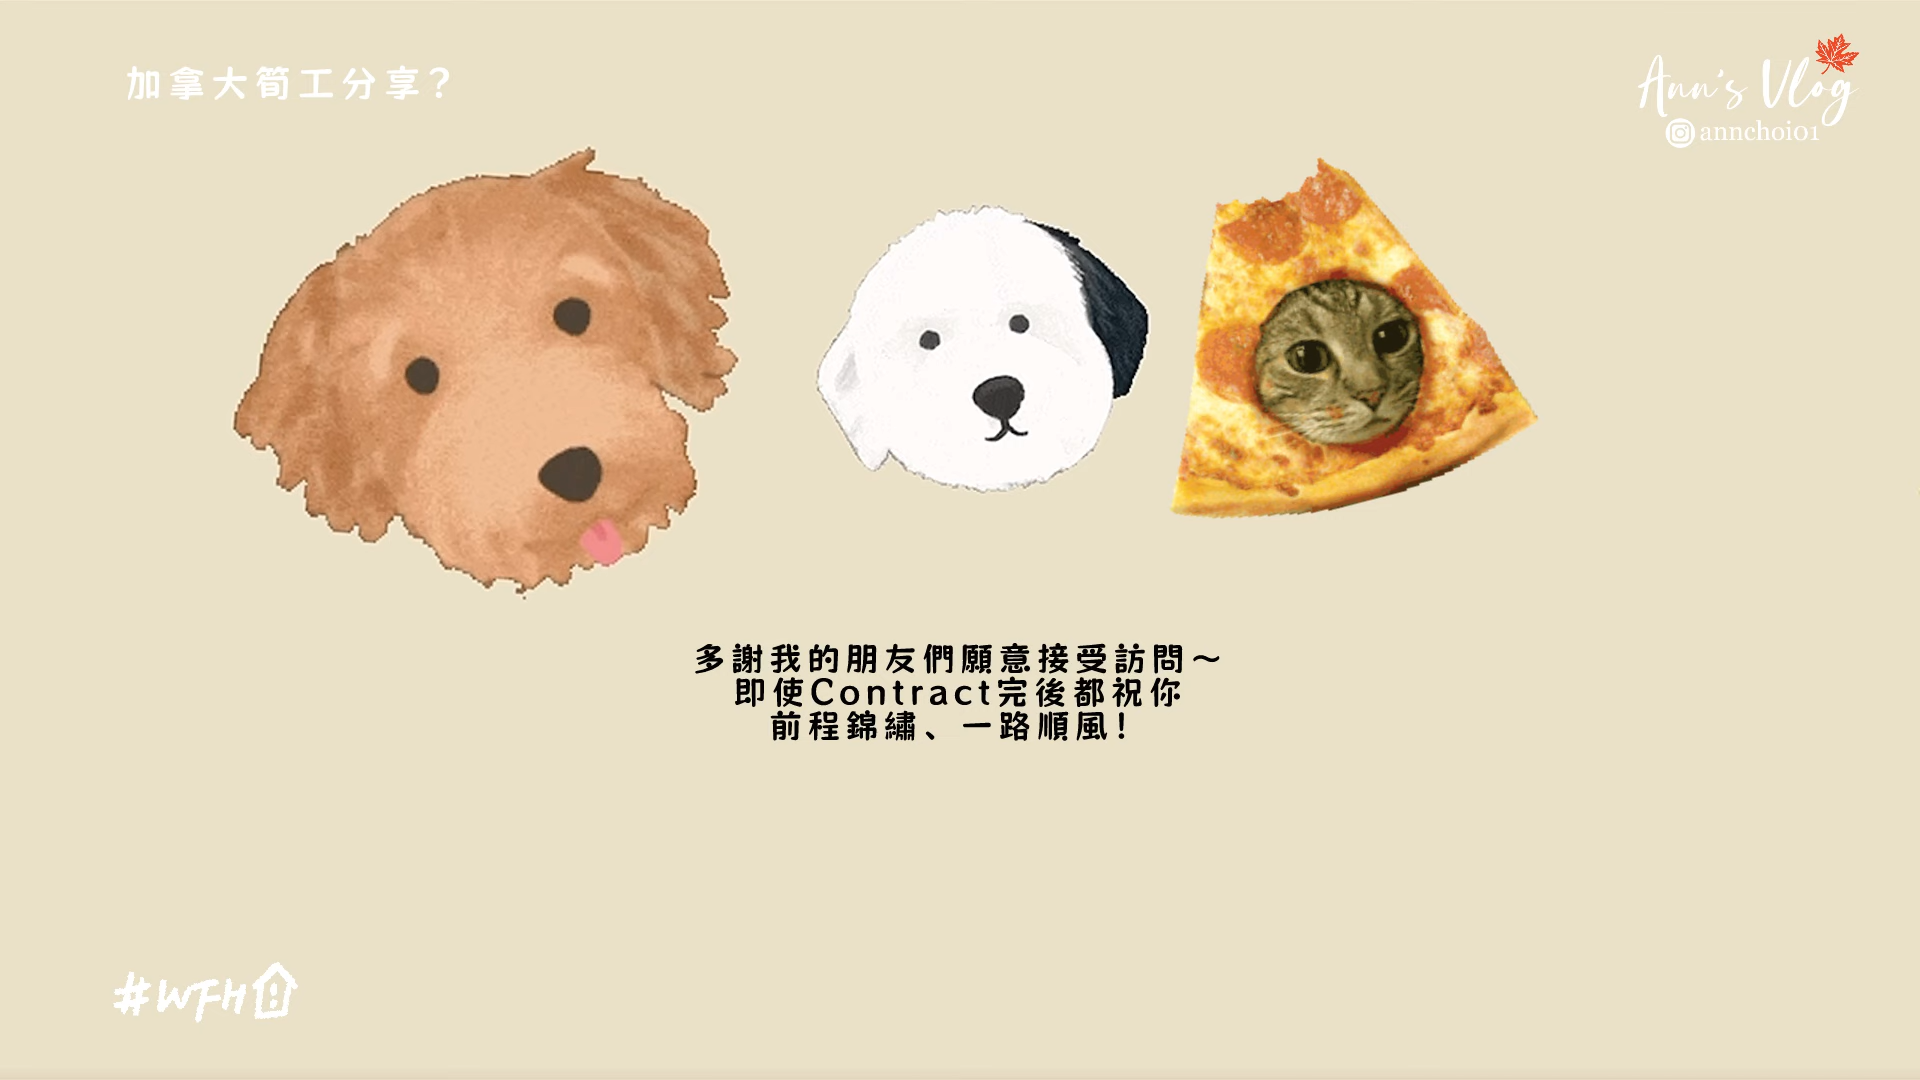 加拿大筍工分享?
Ann's Vlog
annchoi01
多謝我的朋友們願意接受訪問~
即使Contract完後都祝你
前程錦繡、一路順風!
#WFH